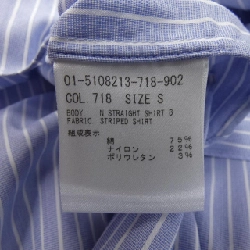 01-5108213-718-902
COL 718 SIZE S
BODY N STRAIGHT SHIRT 3
FABRIC STRIPED SHIRT
組成表示
綿 75%
ナイロン 22%
ポリウレタン 3%